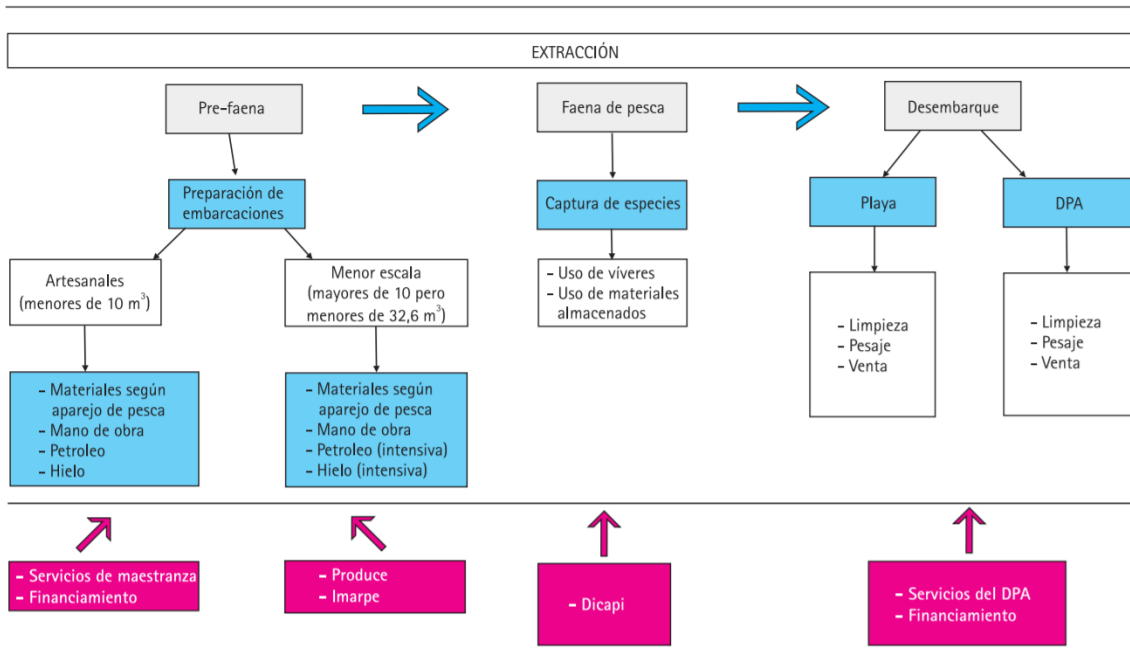 EXTRACCIÓN
Pre-faena
Faena de pesca
Desembarque
Preparación de
embarcaciones
Captura de especies
Playa
DPA
Artesanales
(menores de 10 m³)
Menor escala
(mayores de 10 pero
menores de 32,6 m³)
- Uso de víveres
- Uso de materiales
almacenados
- Limpieza
- Pesaje
- Venta
- Limpieza
- Pesaje
- Venta
- Materiales según
aparejo de pesca
- Mano de obra
- Petroleo
- Hielo
- Materiales según
aparejo de pesca
- Mano de obra
- Petroleo (intensiva)
- Hielo (intensiva)
- Servicios de maestranza
- Financiamiento
- Produce
- Imarpe
- Dicapi
- Servicios del DPA
- Financiamiento